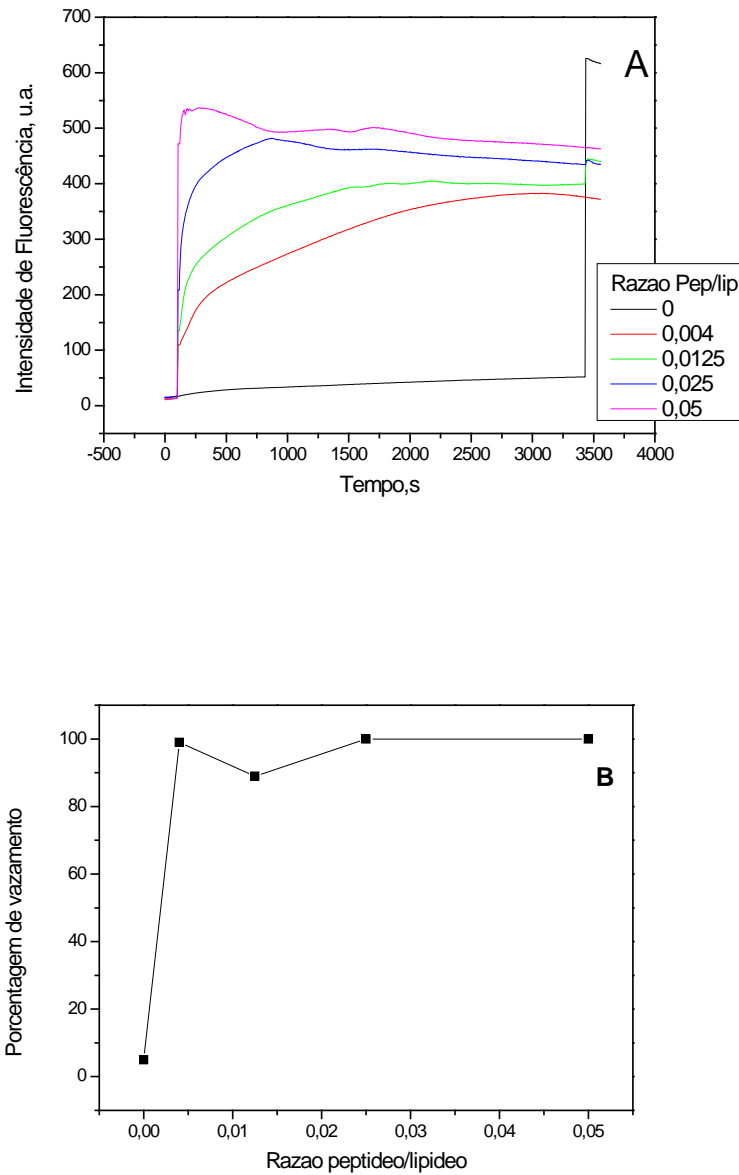 700
600
500
400
300
200
100
0
Intensidade de Fluorescência, u.a.
A
Razao Pep/lip
0
0,004
0,0125
0,025
0,05
-500 0 500 1000 1500 2000 2500 3000 3500 4000
Tempo,s
100
80
60
40
20
0
Porcentagem de vazamento
B
0,00 0,01 0,02 0,03 0,04 0,05
Razao peptideo/lipideo